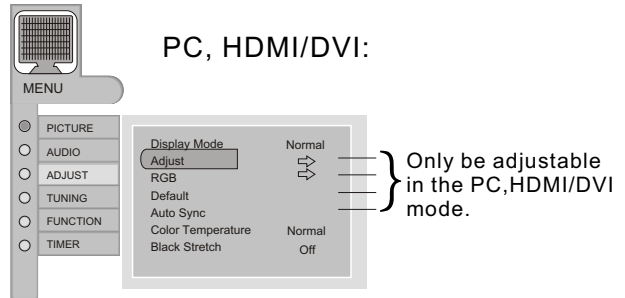 PC, HDMI/DVI:
MENU
PICTURE
AUDIO
ADJUST
TUNING
FUNCTION
TIMER
Display Mode Normal
Adjust
RGB
Default
Auto Sync
Color Temperature Normal
Black Stretch Off
Only be adjustable
in the PC,HDMI/DVI
mode.